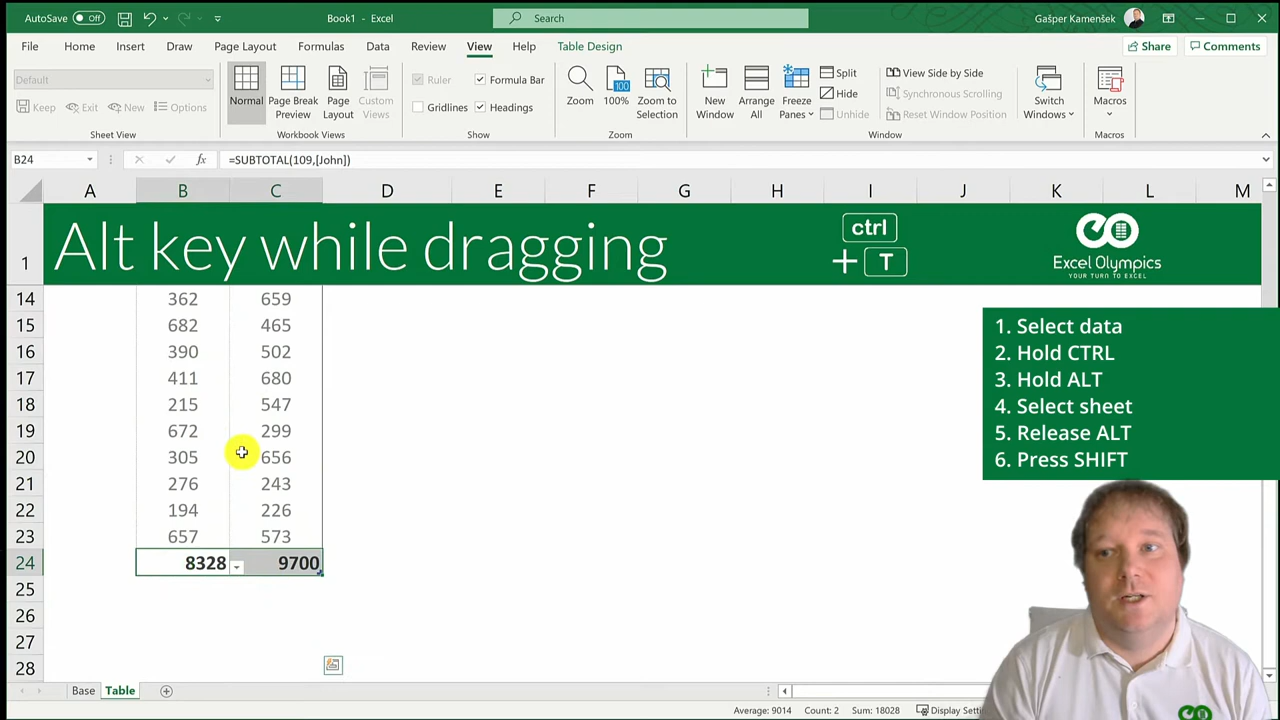 AutoSave Off
Book1 - Excel
Search
Gašper Kamenšek
File Home Insert Draw Page Layout Formulas Data Review View Help Table Design
Share Comments
Default
Keep Exit New Options
Sheet View
Normal
Page Break Preview
Page Layout
Custom Views
Workbook Views
Ruler Formula Bar
Gridlines Headings
Show
Zoom
100%
Zoom to Selection
Zoom
New Window
Arrange All
Freeze Panes
Split
Hide
Unhide
View Side by Side
Synchronous Scrolling
Reset Window Position
Window
Switch Windows
Macros
Macros
B24 fx =SUBTOTAL(109,[John])
A B C D E F G H I J K L M
1
Alt key while dragging
ctrl
+ T
Excel Olympics
YOUR TURN TO EXCEL
14 362 659
15 682 465
16 390 502
17 411 680
18 215 547
19 672 299
20 305 656
21 276 243
22 194 226
23 657 573
24 8328 9700
25
26
27
28
1. Select data
2. Hold CTRL
3. Hold ALT
4. Select sheet
5. Release ALT
6. Press SHIFT
Base Table
Average: 9014 Count: 2 Sum: 18028 Display Setti